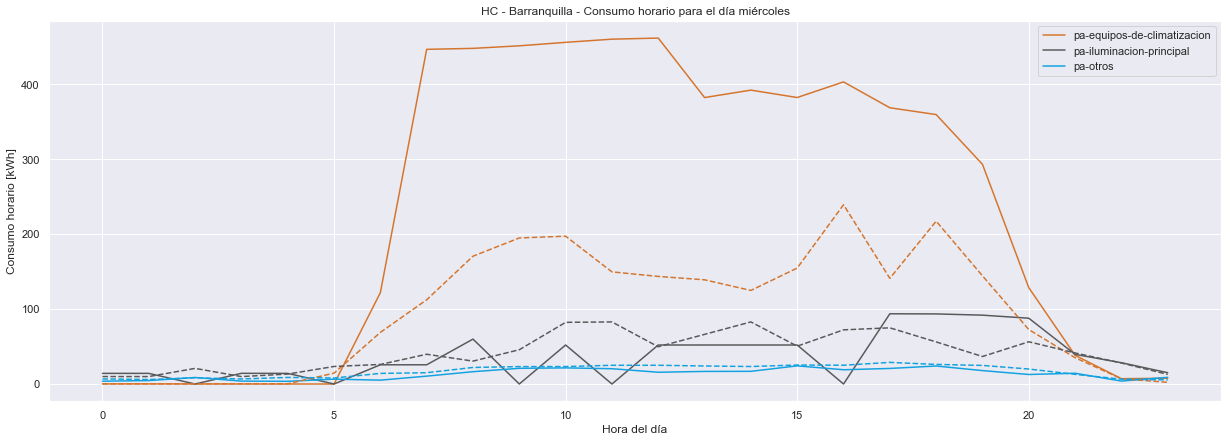 HC - Barranquilla - Consumo horario para el día miércoles
pa-equipos-de-climatizacion
pa-iluminacion-principal
pa-otros
Consumo horario [kWh]
400
300
200
100
0
0 5 10 15 20
Hora del día